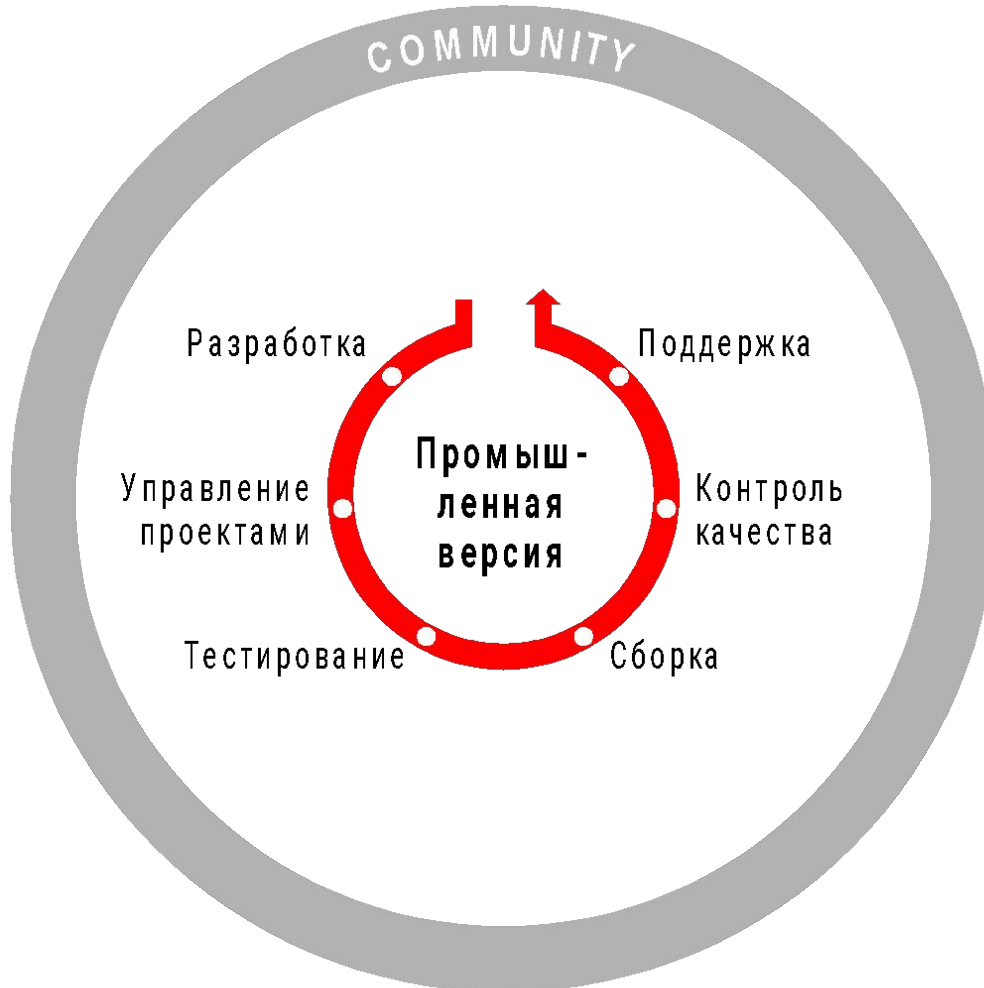 COMMUNITY
Разработка
Поддержка
Промыш-
ленная
версия
Управление
проектами
Контроль
качества
Тестирование
Сборка